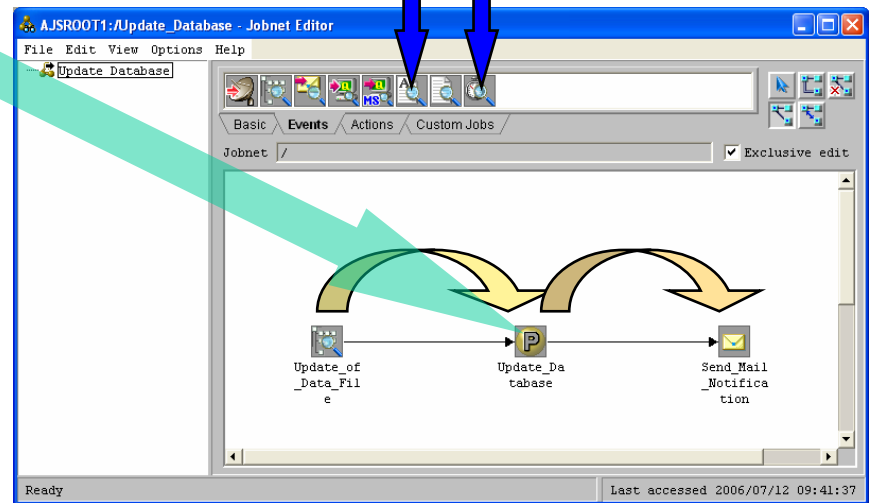 AJSROOT1:/Update_Database - Jobnet Editor
File Edit View Options Help
Update Database
MS
A
Basic Events Actions Custom Jobs
Jobnet /
Exclusive edit
P
Update_of
_Data_Fil
e
Update_Da
tabase
Send_Mail
_Notifica
tion
Ready
Last accessed 2006/07/12 09:41:37